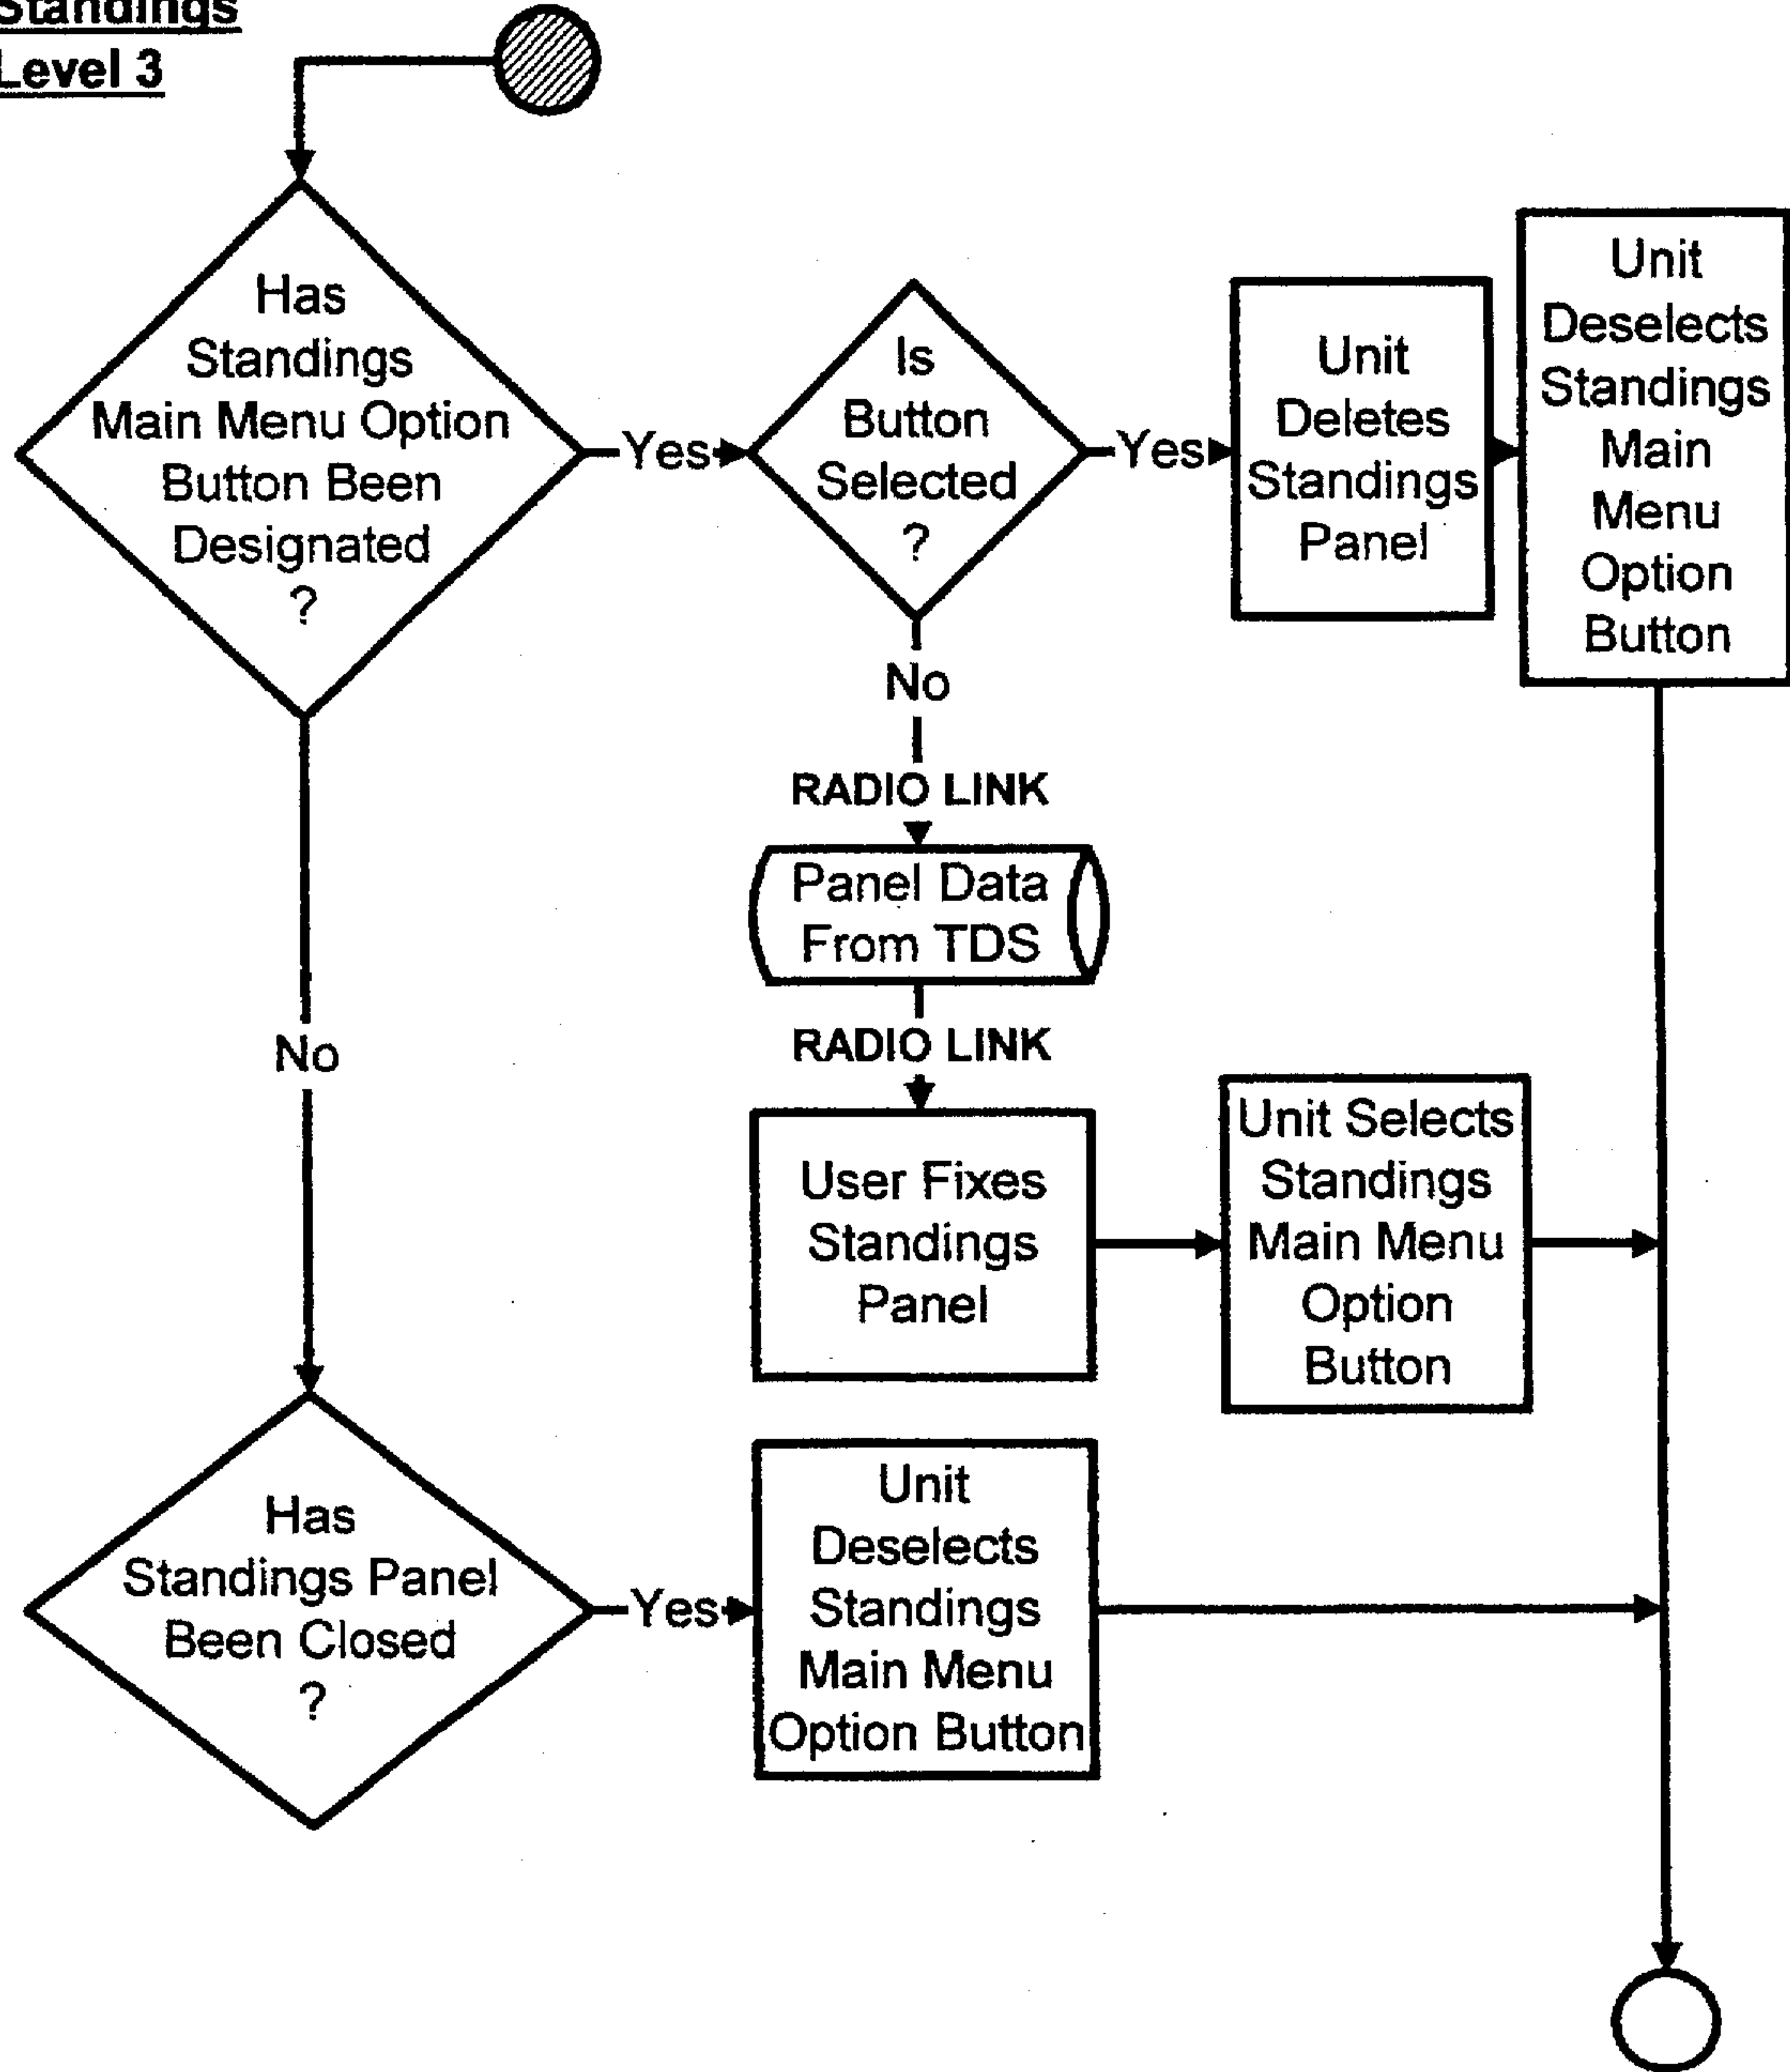 Standings
Level 3
Has
Standings
Main Menu Option
Button Been
Designated
?
Yes
Is
Button
Selected
?
Yes
Unit
Deletes
Standings
Panel
Unit
Deselects
Standings
Main
Menu
Option
Button
No
RADIO LINK
Panel Data
From TDS
RADIO LINK
User Fixes
Standings
Panel
Unit Selects
Standings
Main Menu
Option
Button
No
Has
Standings Panel
Been Closed
?
Yes
Unit
Deselects
Standings
Main Menu
Option Button